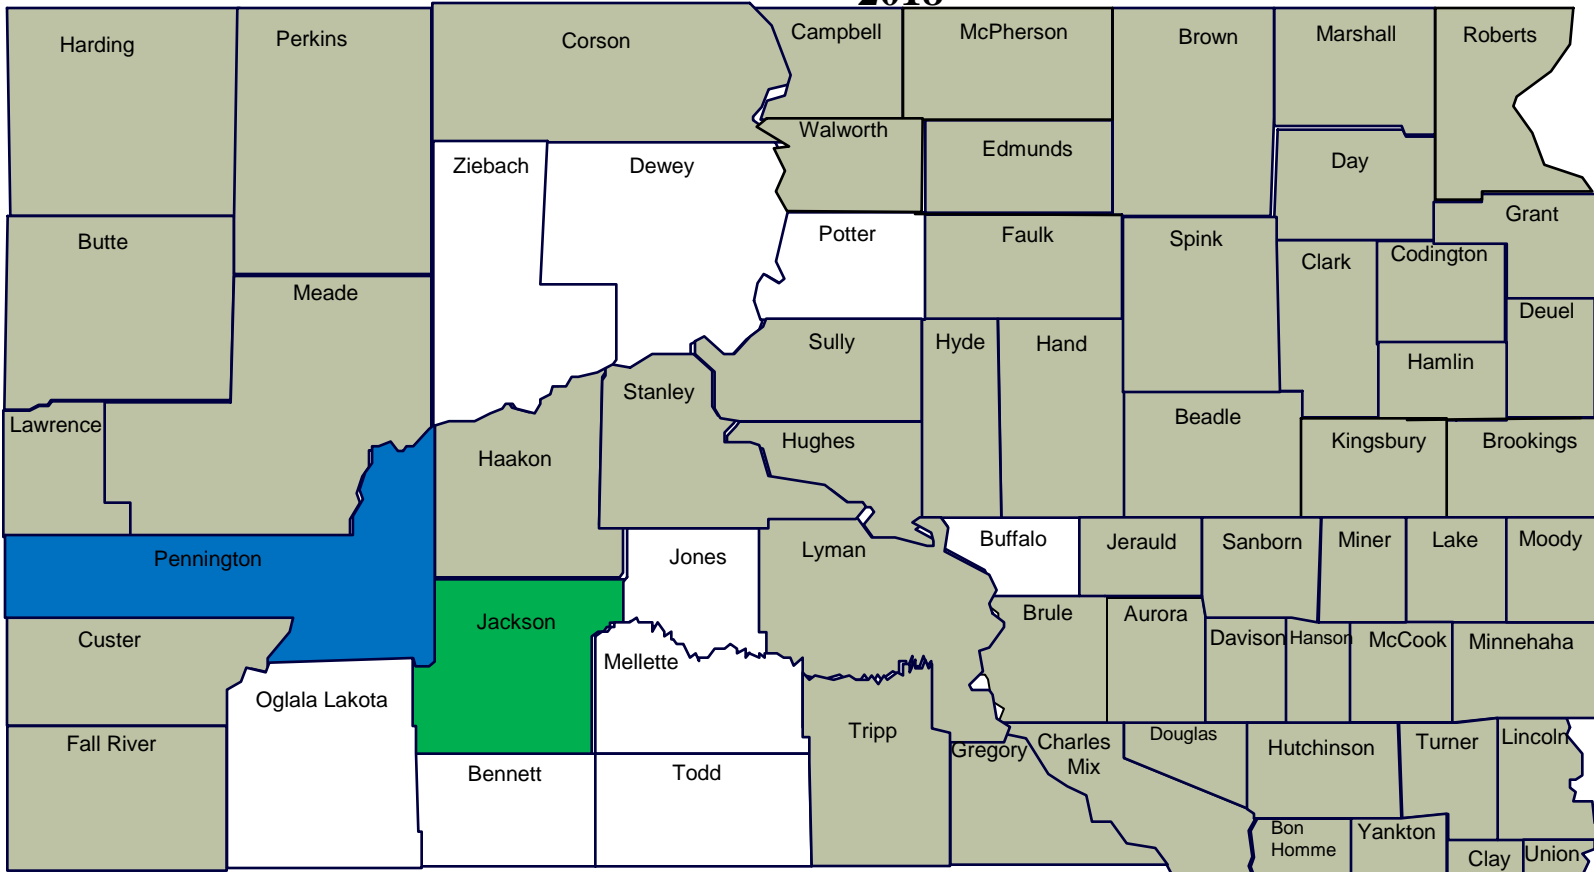 2018
Harding
Perkins
Corson
Campbell
McPherson
Brown
Marshall
Roberts
Walworth
Edmunds
Day
Ziebach
Dewey
Grant
Butte
Potter
Faulk
Spink
Clark
Codington
Meade
Deuel
Sully
Hyde
Hand
Hamlin
Stanley
Lawrence
Beadle
Hughes
Kingsbury
Brookings
Haakon
Pennington
Jones
Lyman
Buffalo
Jerauld
Sanborn
Miner
Lake
Moody
Jackson
Brule
Aurora
Custer
Davison
Hanson
McCook
Minnehaha
Mellette
Oglala Lakota
Fall River
Tripp
Gregory
Charles
Mix
Douglas
Hutchinson
Turner
Lincoln
Bennett
Todd
Bon
Homme
Yankton
Clay
Union